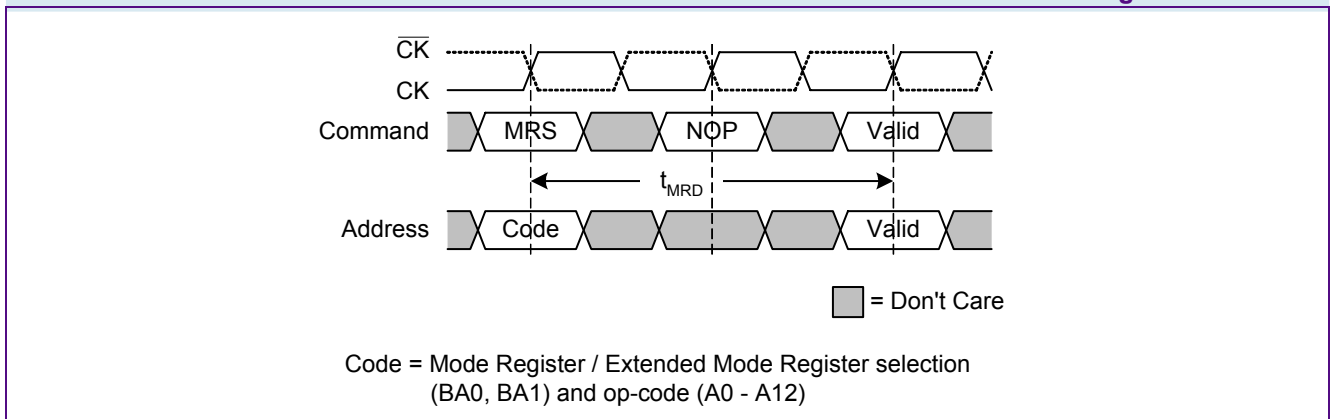 CK
CK
Command MRS NOP Valid
tMRD
Address Code Valid
= Don't Care
Code = Mode Register / Extended Mode Register selection
(BA0, BA1) and op-code (A0 - A12)